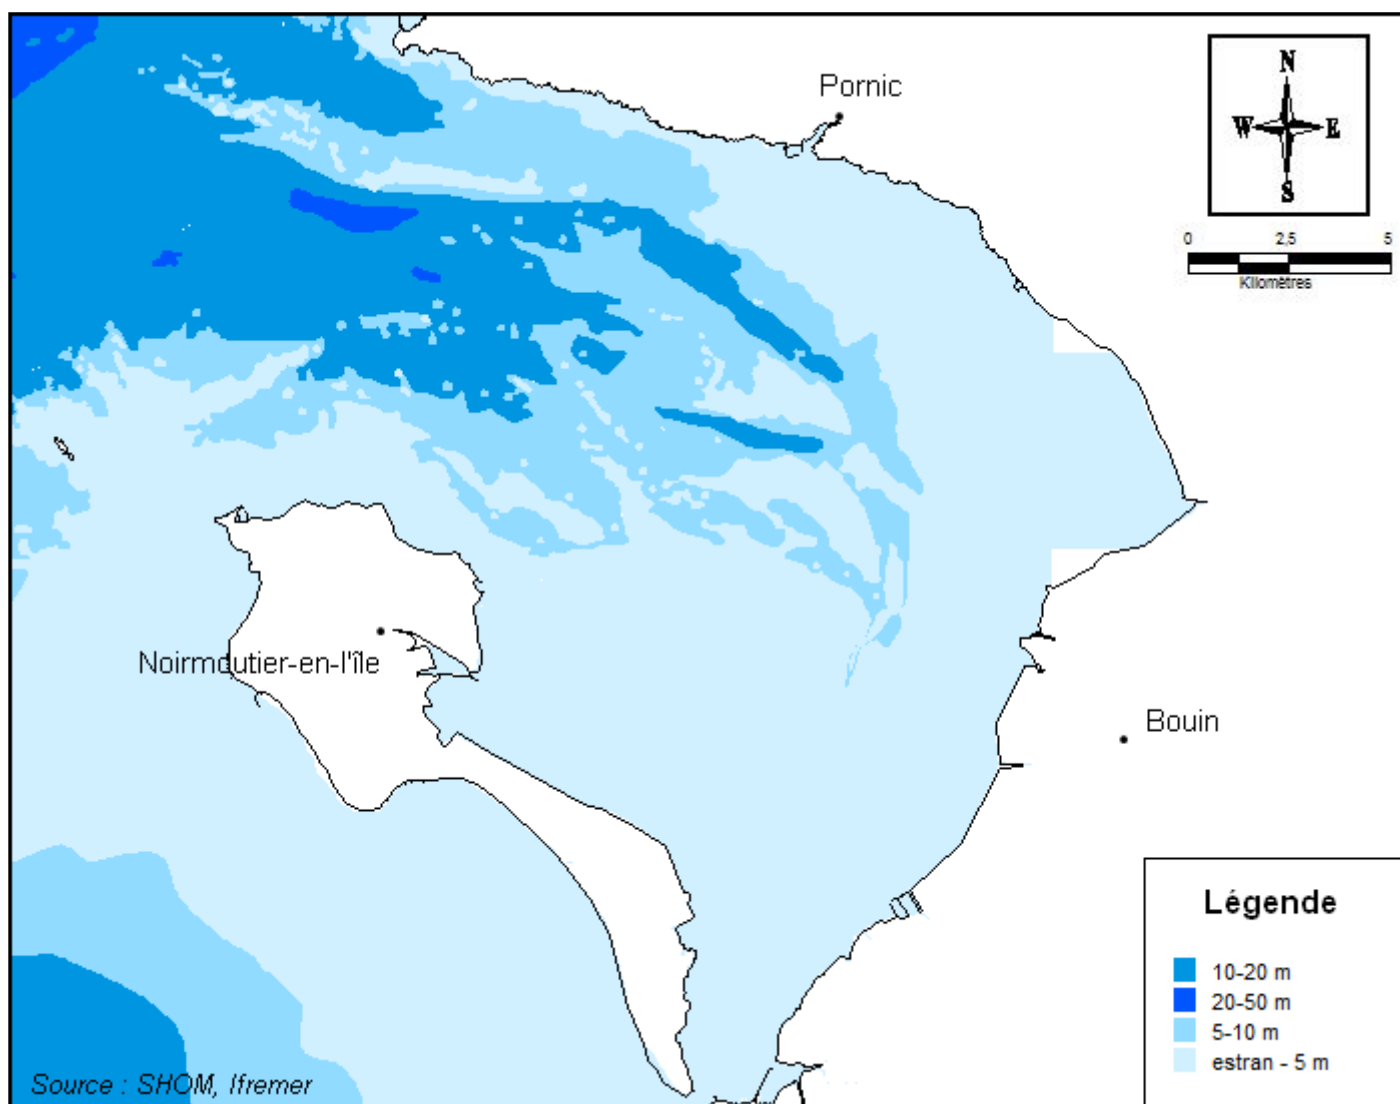 Pornic
N
W E
S
0 2,5 5
Kilomètres
Noirmoutier-en-l'île
Bouin
Légende
10-20 m
20-50 m
5-10 m
estran - 5 m
Source : SHOM, Ifremer